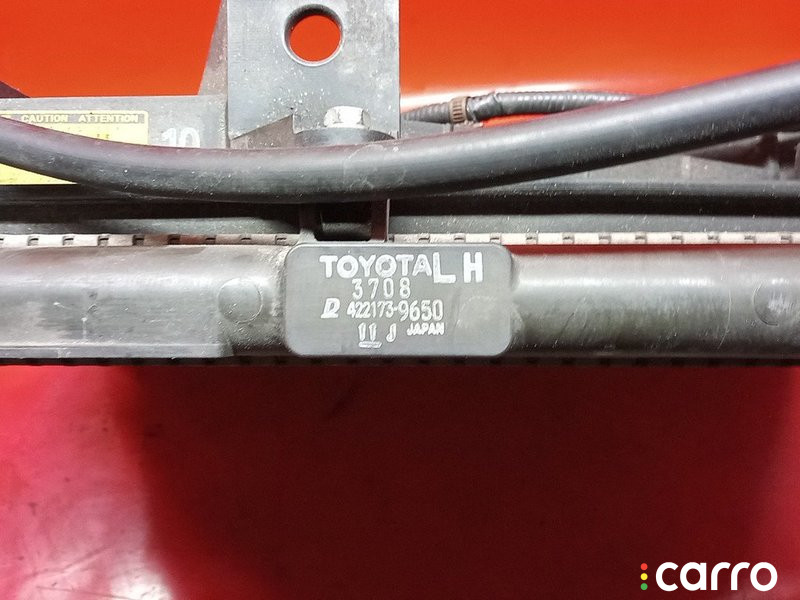 CAUTION ATTENTION
10
TOYOTA L H
3708
422173-9650
11 J JAPAN
carro